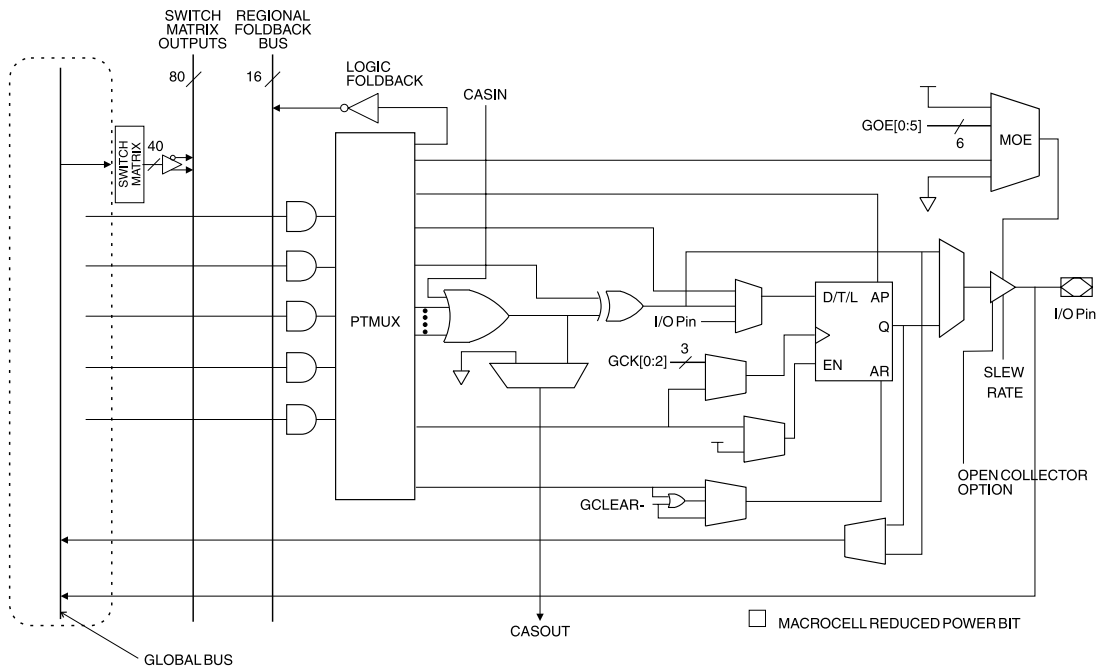 SWITCH
MATRIX
OUTPUTS
REGIONAL
FOLDBACK
BUS
80
16
LOGIC
FOLDBACK
CASIN
GOE[0:5]
6
MOE
SWITCH
MATRIX
40
PTMUX
I/O Pin
D/T/L
AP
Q
EN
AR
GCK[0:2]
3
I/O Pin
SLEW
RATE
OPEN COLLECTOR
OPTION
GCLEAR-
CASOUT
MACROCELL REDUCED POWER BIT
GLOBAL BUS